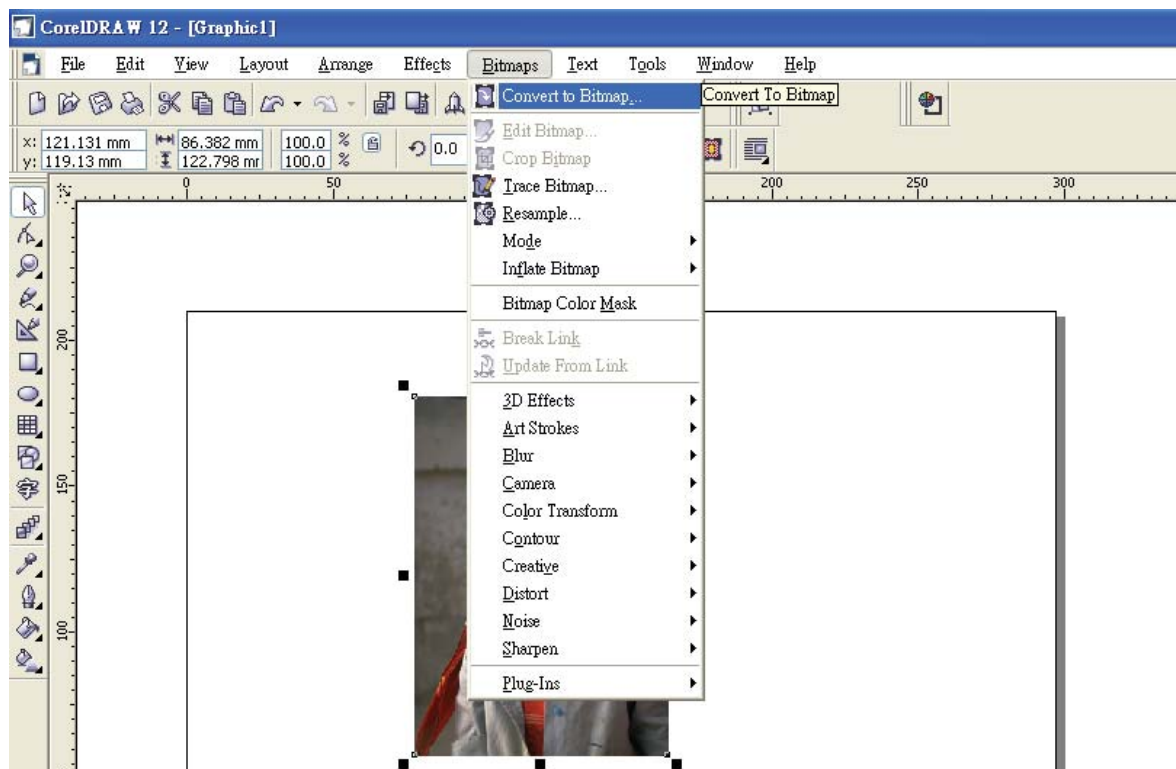 CorelDRAW 12 - [Graphic1]
File Edit View Layout Arrange Effects Bitmaps Text Tools Window Help
Convert to Bitmap... Convert To Bitmap
x: 121.131 mm 86.382 mm 100.0 % 0.0
y: 119.13 mm 122.798 mr 100.0 %
Edit Bitmap...
Crop Bitmap
Trace Bitmap...
Resample...
Mode
Inflate Bitmap
Bitmap Color Mask
Break Link
Update From Link
3D Effects
Art Strokes
Blur
Camera
Color Transform
Contour
Creative
Distort
Noise
Sharpen
Plug-Ins
0 50 200 250 300
200
150
100
字